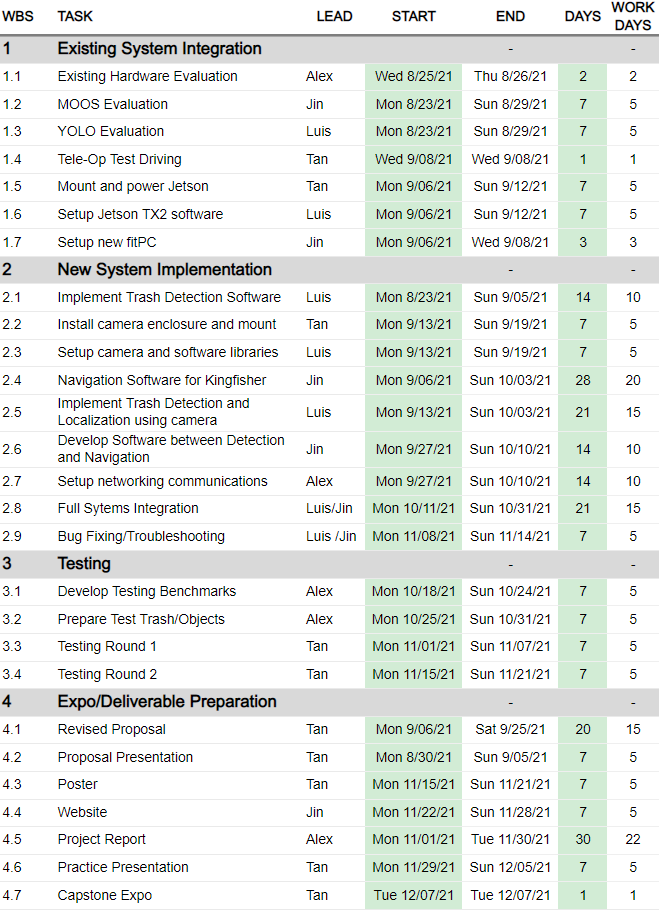 WBS TASK LEAD START END DAYS WORK DAYS
1 Existing System Integration - -
1.1 Existing Hardware Evaluation Alex Wed 8/25/21 Thu 8/26/21 2 2
1.2 MOOS Evaluation Jin Mon 8/23/21 Sun 8/29/21 7 5
1.3 YOLO Evaluation Luis Mon 8/23/21 Sun 8/29/21 7 5
1.4 Tele-Op Test Driving Tan Wed 9/08/21 Wed 9/08/21 1 1
1.5 Mount and power Jetson Tan Mon 9/06/21 Sun 9/12/21 7 5
1.6 Setup Jetson TX2 software Luis Mon 9/06/21 Sun 9/12/21 7 5
1.7 Setup new fitPC Jin Mon 9/06/21 Wed 9/08/21 3 3
2 New System Implementation - -
2.1 Implement Trash Detection Software Luis Mon 8/23/21 Sun 9/05/21 14 10
2.2 Install camera enclosure and mount Tan Mon 9/13/21 Sun 9/19/21 7 5
2.3 Setup camera and software libraries Luis Mon 9/13/21 Sun 9/19/21 7 5
2.4 Navigation Software for Kingfisher Jin Mon 9/06/21 Sun 10/03/21 28 20
2.5 Implement Trash Detection and
Localization using camera Luis Mon 9/13/21 Sun 10/03/21 21 15
2.6 Develop Software between Detection
and Navigation Jin Mon 9/27/21 Sun 10/10/21 14 10
2.7 Setup networking communications Alex Mon 9/27/21 Sun 10/10/21 14 10
2.8 Full Sytems Integration Luis/Jin Mon 10/11/21 Sun 10/31/21 21 15
2.9 Bug Fixing/Troubleshooting Luis /Jin Mon 11/08/21 Sun 11/14/21 7 5
3 Testing - -
3.1 Develop Testing Benchmarks Alex Mon 10/18/21 Sun 10/24/21 7 5
3.2 Prepare Test Trash/Objects Alex Mon 10/25/21 Sun 10/31/21 7 5
3.3 Testing Round 1 Tan Mon 11/01/21 Sun 11/07/21 7 5
3.4 Testing Round 2 Tan Mon 11/15/21 Sun 11/21/21 7 5
4 Expo/Deliverable Preparation - -
4.1 Revised Proposal Tan Mon 9/06/21 Sat 9/25/21 20 15
4.2 Proposal Presentation Tan Mon 8/30/21 Sun 9/05/21 7 5
4.3 Poster Tan Mon 11/15/21 Sun 11/21/21 7 5
4.4 Website Jin Mon 11/22/21 Sun 11/28/21 7 5
4.5 Project Report Alex Mon 11/01/21 Tue 11/30/21 30 22
4.6 Practice Presentation Tan Mon 11/29/21 Sun 12/05/21 7 5
4.7 Capstone Expo Tan Tue 12/07/21 Tue 12/07/21 1 1